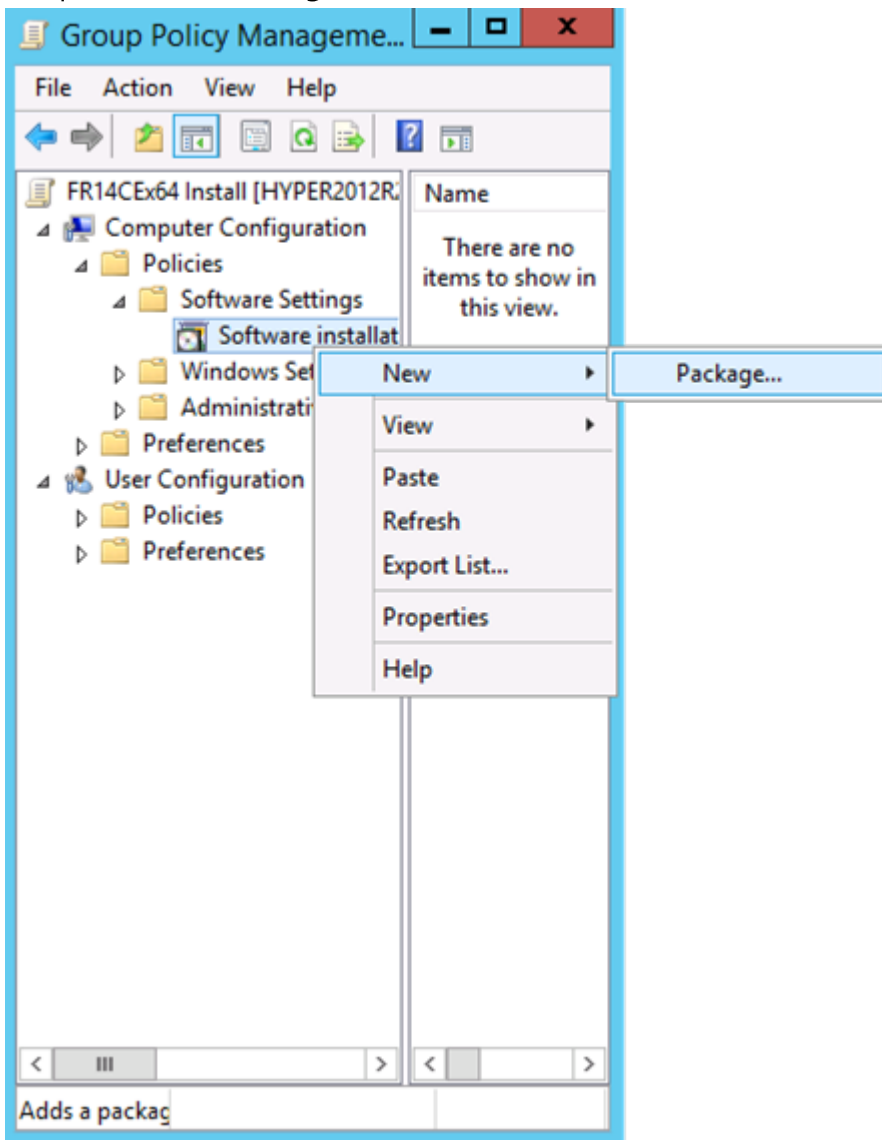 Group Policy Manageme...
File Action View Help
FR14CEx64 Install [HYPER2012R2
Name
Computer Configuration
There are no
items to show in
this view.
Policies
Software Settings
Software installat
Windows Set
Administrati
Preferences
User Configuration
Policies
Preferences
New
Package...
View
Paste
Refresh
Export List...
Properties
Help
Adds a packag